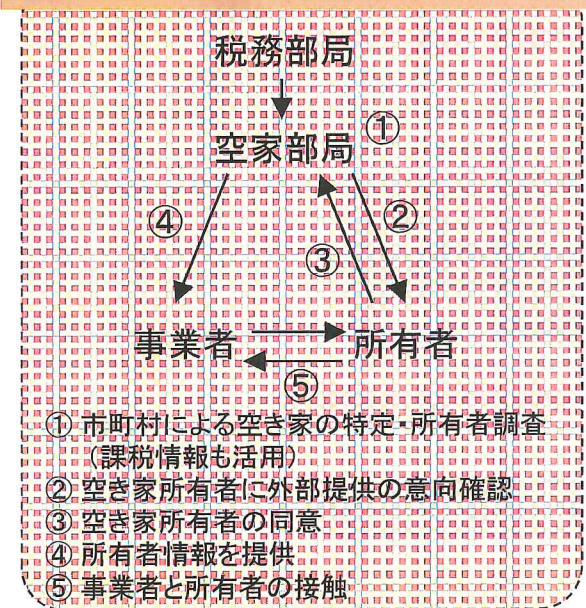 税務部局
空家部局 ①
④ ②
③
事業者 所有者
⑤
① 市町村による空き家の特定・所有者調査
（課税情報も活用）
② 空き家所有者に外部提供の意向確認
③ 空き家所有者の同意
④ 所有者情報を提供
⑤ 事業者と所有者の接触